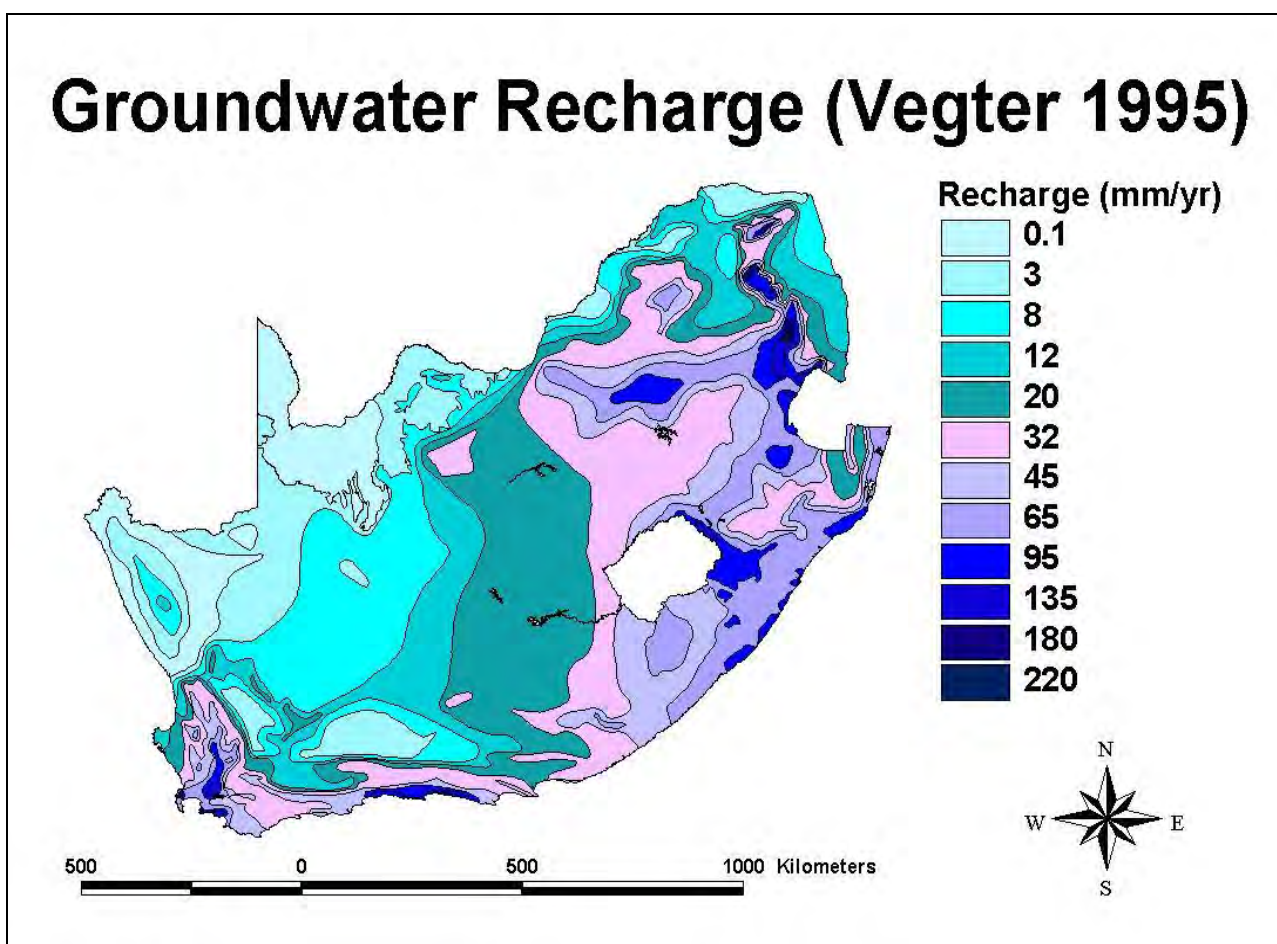 Groundwater Recharge (Vegter 1995)
Recharge (mm/yr)
0.1
3
8
12
20
32
45
65
95
135
180
220
N
W E
S
500 0 500 1000 Kilometers